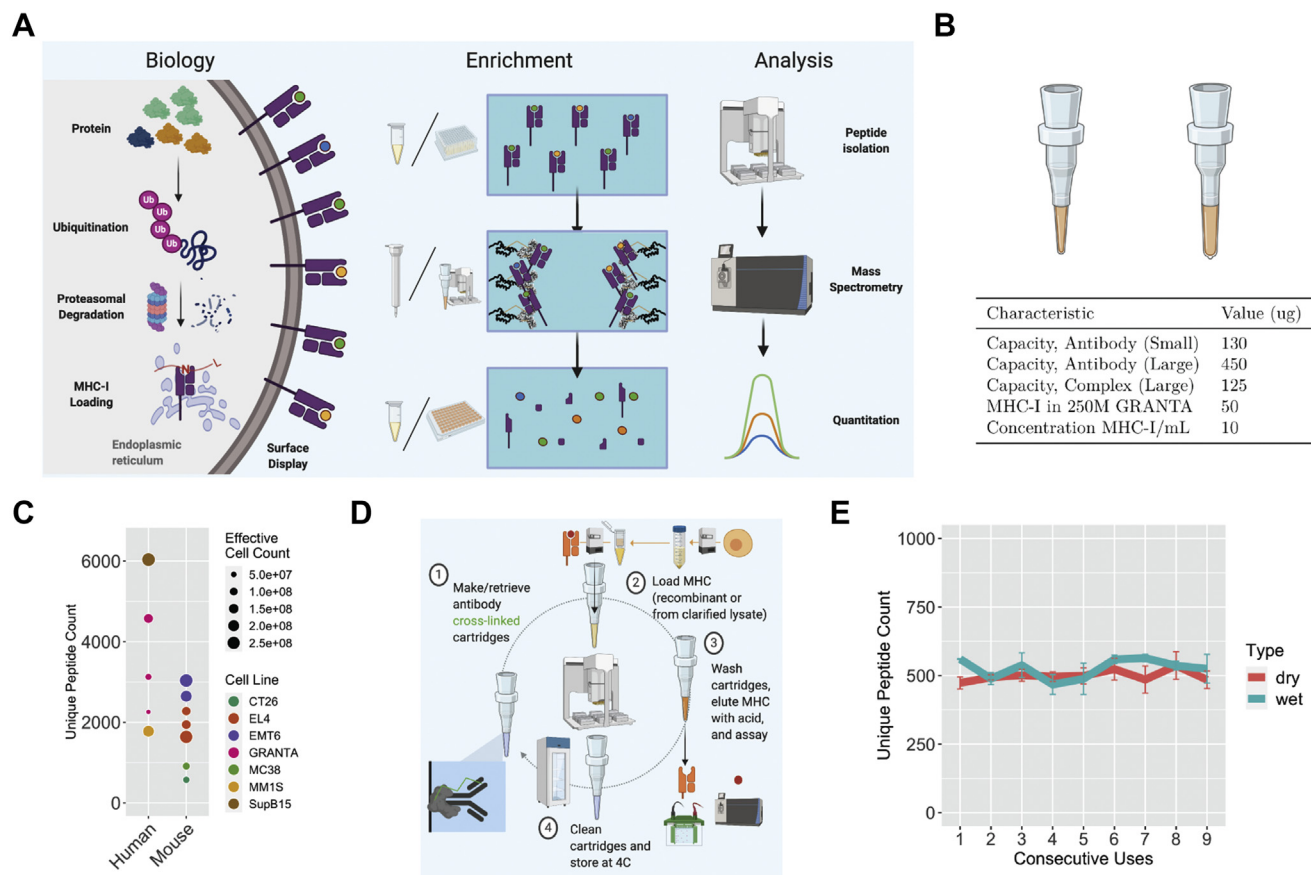 A
Biology
Enrichment
Analysis
Protein
Ub
Ub
Ub
Ubiquitination
Proteasomal
Degradation
N
L
MHC-I
Loading
Endoplasmic
reticulum
Surface
Display
Peptide
isolation
Mass
Spectrometry
Quantitation
B
Characteristic Value (ug)
Capacity, Antibody (Small) 130
Capacity, Antibody (Large) 450
Capacity, Complex (Large) 125
MHC-I in 250M GRANTA 50
Concentration MHC-I/mL 10
C
Unique Peptide Count
6000
4000
2000
0
Human
Mouse
Effective
Cell Count
5.0e+07
1.0e+08
1.5e+08
2.0e+08
2.5e+08
Cell Line
CT26
EL4
EMT6
GRANTA
MC38
MM1S
SupB15
D
1
Make/retrieve
antibody
cross-linked
cartridges
2
Load MHC
(recombinant or
from clarified lysate)
3
Wash
cartridges,
elute MHC
with acid,
and assay
4
Clean
cartridges and
store at 4C
E
Unique Peptide Count
1000
750
500
250
0
1 2 3 4 5 6 7 8 9
Consecutive Uses
Type
dry
wet